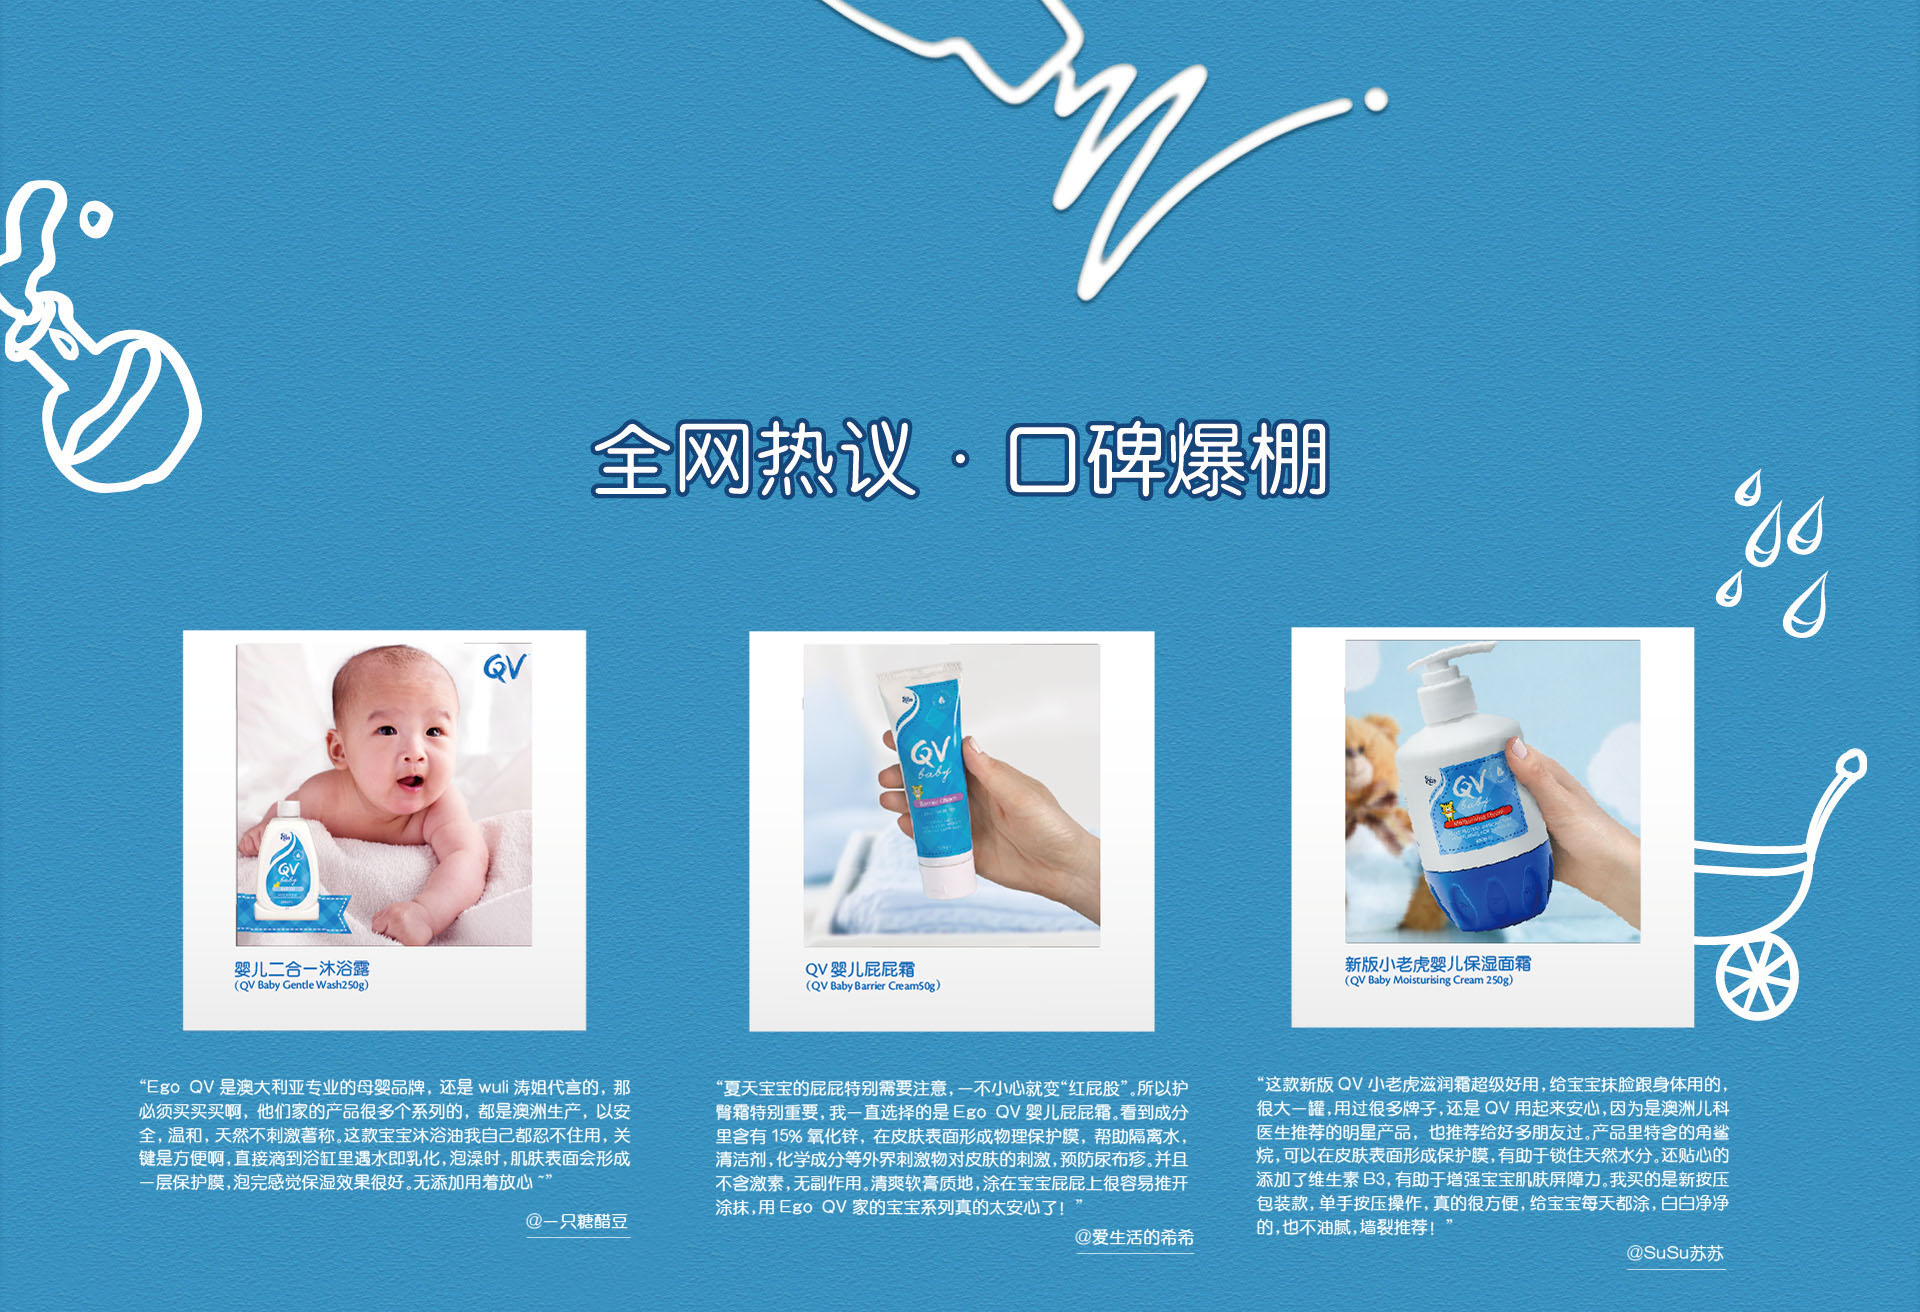 全网热议 · 口碑爆棚
QV
QV
baby
婴儿二合一沐浴露
(QV Baby Gentle Wash250g)
QV
baby
Barrier Cream
QV 婴儿屁屁霜
(QV Baby Barrier Cream50g)
QV
baby
Moisturising Cream
新版小老虎婴儿保湿面霜
(QV Baby Moisturising Cream 250g)
“Ego QV 是澳大利亚专业的母婴品牌, 还是 wuli 涛姐代言的, 那
必须买买买啊, 他们家的产品很多个系列的, 都是澳洲生产, 以安
全, 温和, 天然不刺激著称。这款宝宝沐浴油我自己都忍不住用, 关
键是方便啊, 直接滴到浴缸里遇水即乳化, 泡澡时, 肌肤表面会形成
一层保护膜, 泡完感觉保湿效果很好。无添加用着放心 ~”
@一只糖醋豆
“夏天宝宝的屁屁特别需要注意, 一不小心就变“红屁股”。所以护
臀霜特别重要, 我一直选择的是 Ego QV 婴儿屁屁霜。看到成分
里含有 15% 氧化锌, 在皮肤表面形成物理保护膜, 帮助隔离水,
清洁剂, 化学成分等外界刺激物对皮肤的刺激, 预防尿布疹。并且
不含激素, 无副作用。清爽软膏质地, 涂在宝宝屁屁上很容易推开
涂抹, 用 Ego QV 家的宝宝系列真的太安心了! ”
@爱生活的希希
“这款新版 QV 小老虎滋润霜超级好用, 给宝宝抹脸跟身体用的,
很大一罐, 用过很多牌子, 还是 QV 用起来安心, 因为是澳洲儿科
医生推荐的明星产品, 也推荐给好多朋友过。产品里特含的角鲨
烷, 可以在皮肤表面形成保护膜, 有助于锁住天然水分。还贴心的
添加了维生素 B3, 有助于增强宝宝肌肤屏障力。我买的是新按压
包装款, 单手按压操作, 真的很方便, 给宝宝每天都涂, 白白净净
的, 也不油腻, 墙裂推荐! ”
@SuSu苏苏